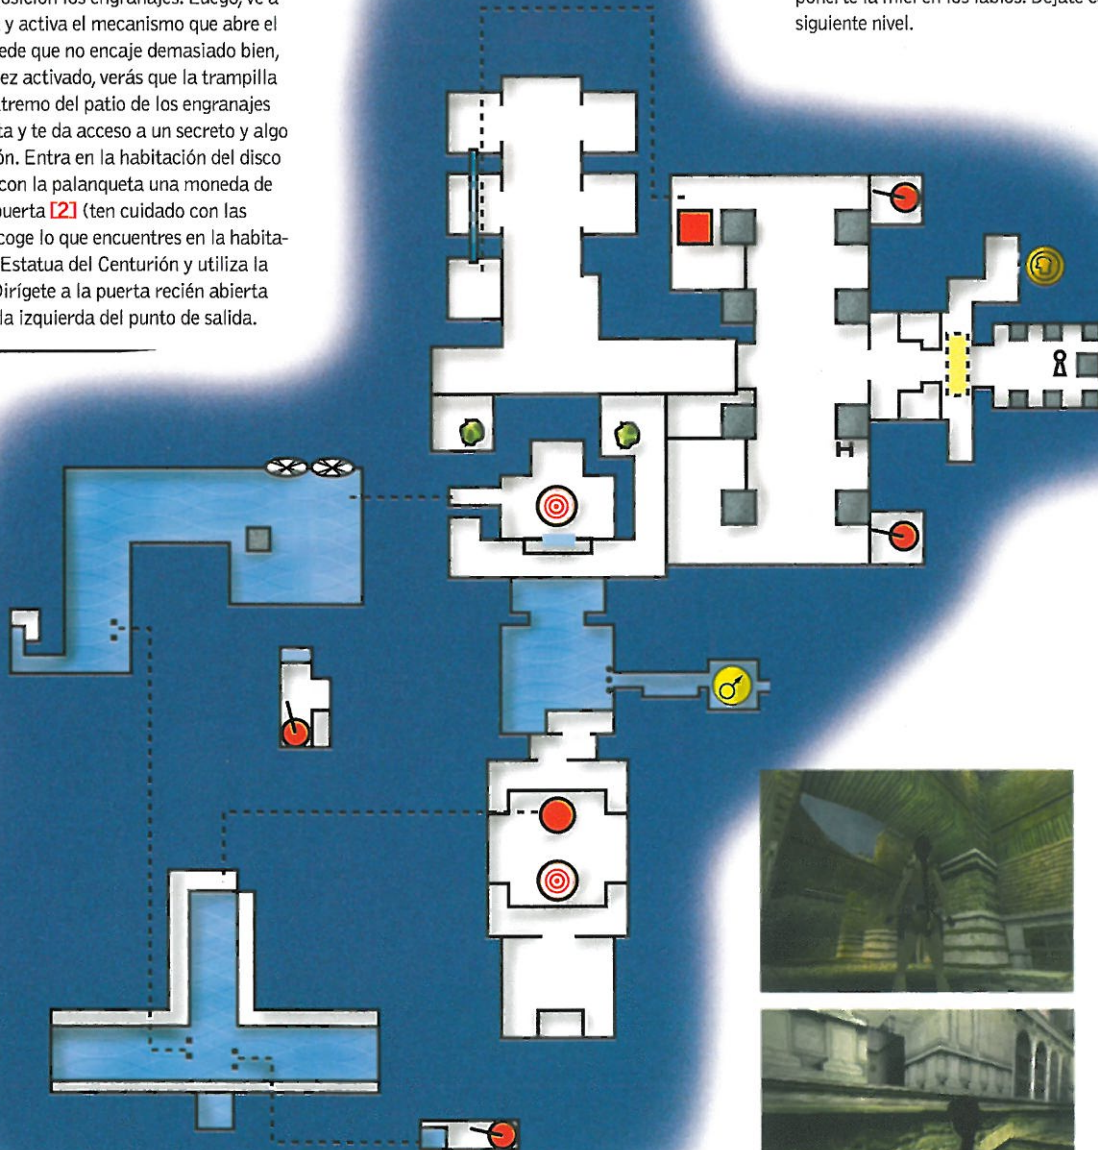 posición los engranajes. Luego, ve a
y activa el mecanismo que abre el
ede que no encaje demasiado bien,
ez activado, verás que la trampilla
tremo del patio de los engranajes
ta y te da acceso a un secreto y algo
ón. Entra en la habitación del disco
con la palanqueta una moneda de
puerta [2] (ten cuidado con las
coge lo que encuentres en la habita-
Estatua del Centurión y utiliza la
Dirígete a la puerta recién abierta
la izquierda del punto de salida.
ponerte la miel en los labios. Déjate
siguiente nivel.